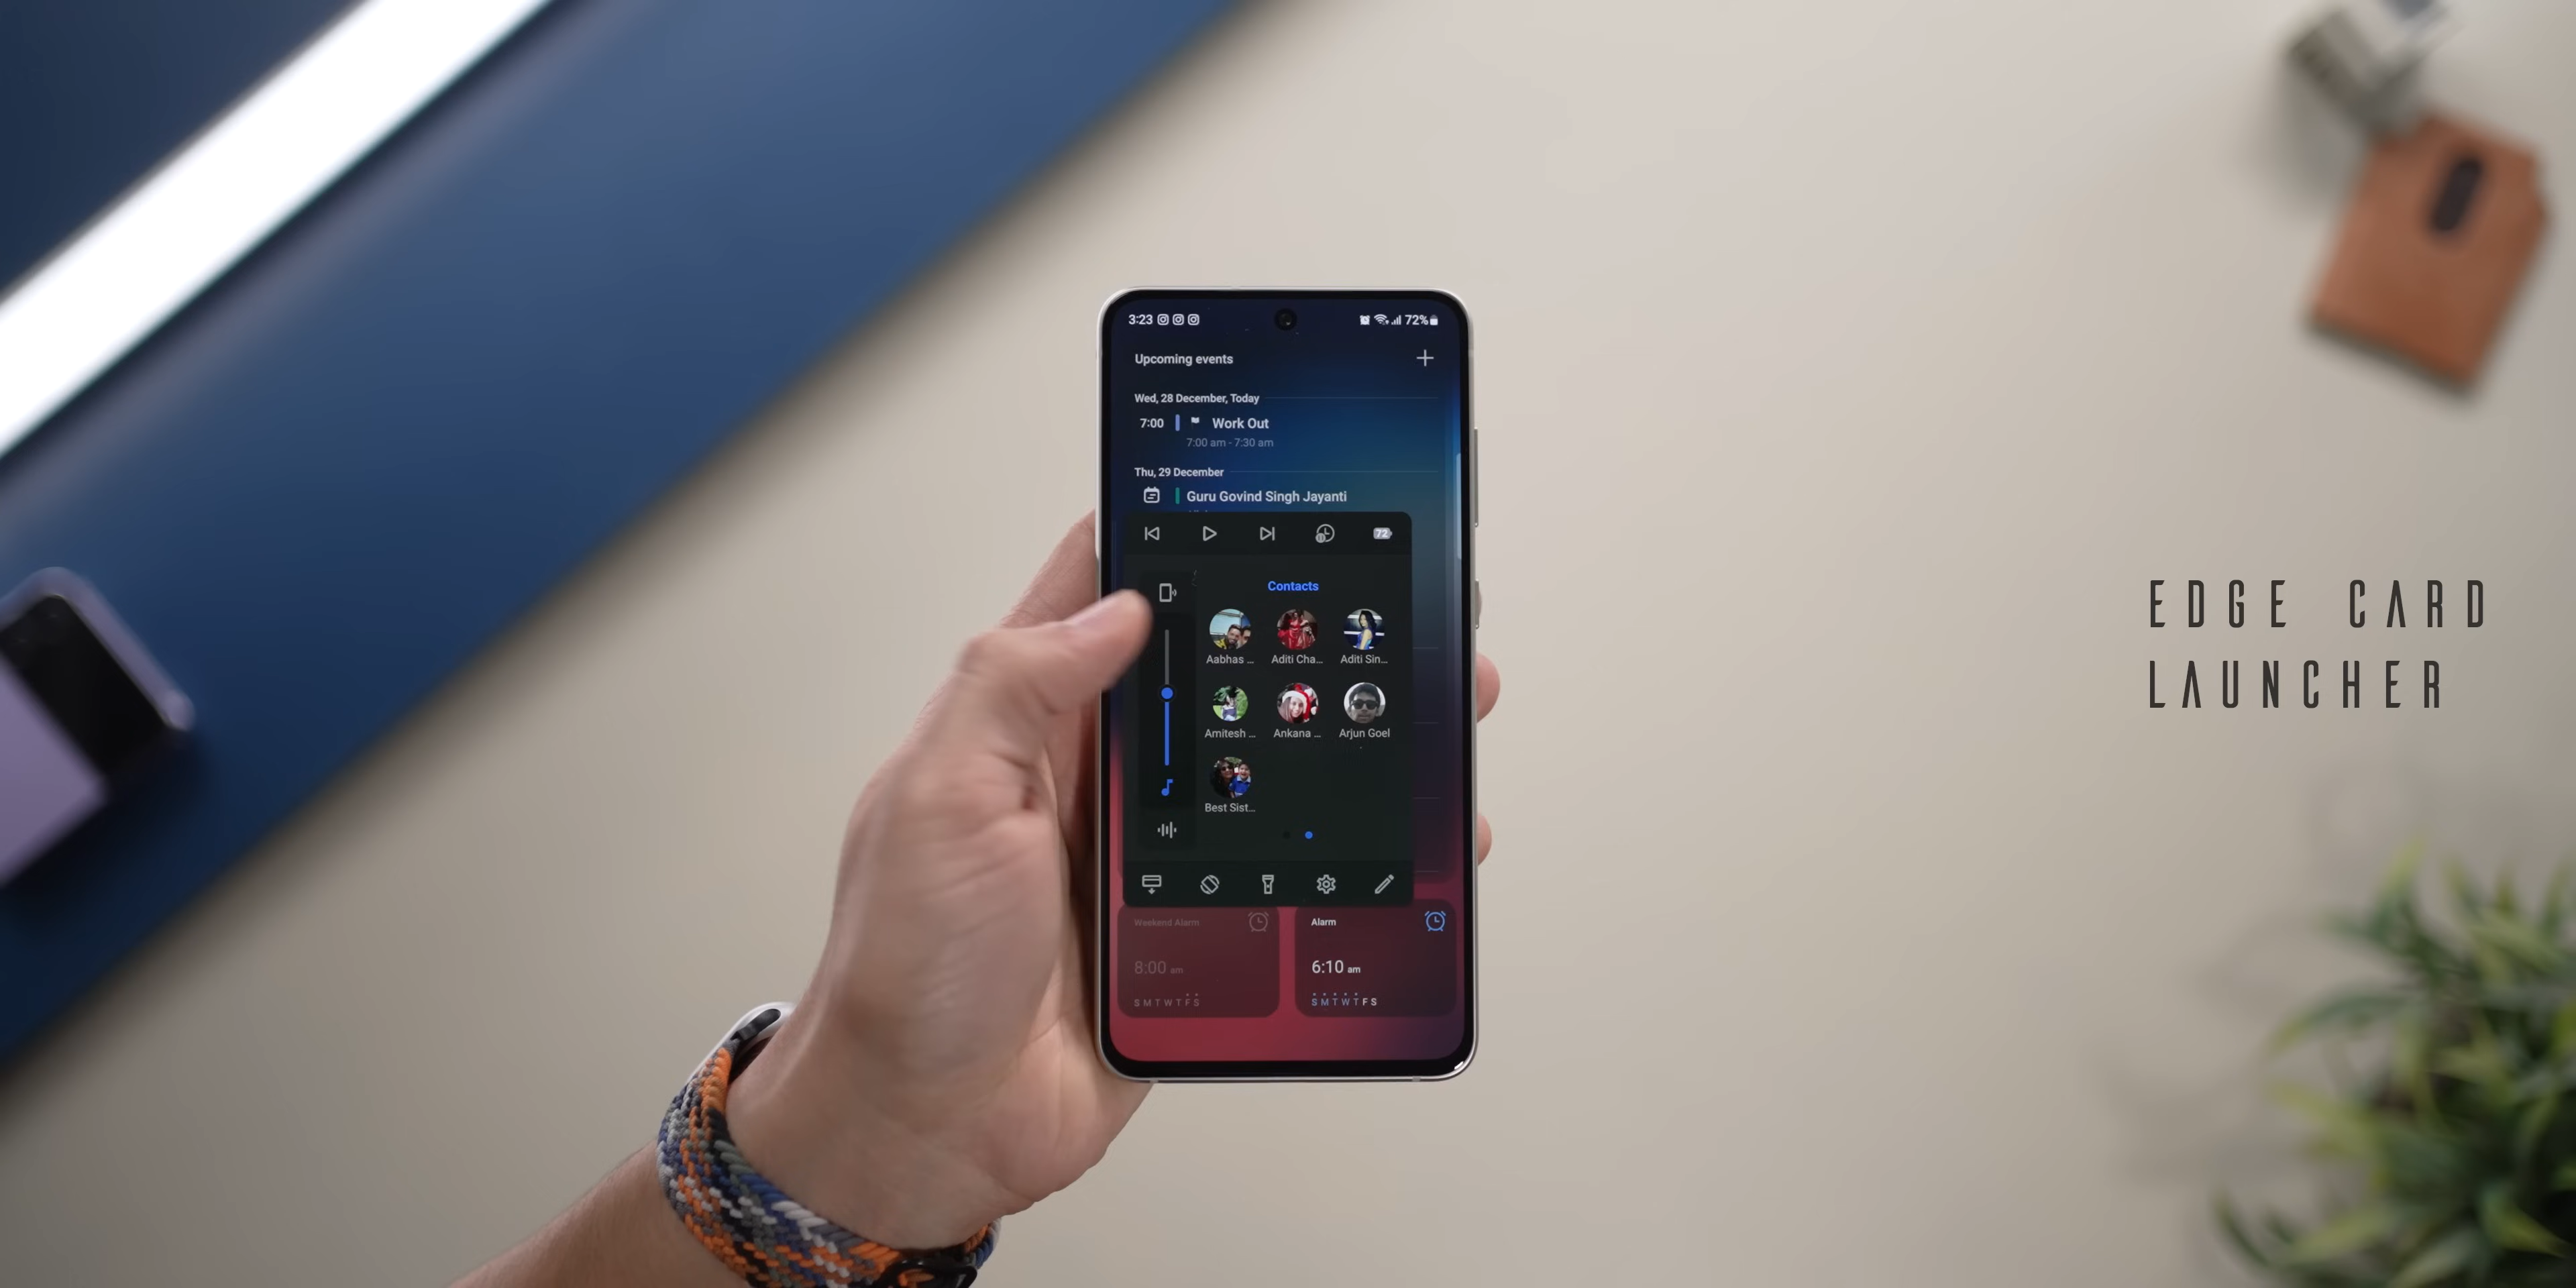 3:23 72%
Upcoming events
Wed, 28 December, Today
7:00 Work Out
7:00 am - 7:30 am
Thu, 29 December
Guru Govind Singh Jayanti
72
Contacts
Aabhas ... Aditi Cha... Aditi Sin...
Amitesh ... Ankana ... Arjun Goel
Best Sist...
Weekend Alarm
8:00 am
S M T W T F S
Alarm
6:10 am
S M T W T F S
EDGE CARD
LAUNCHER